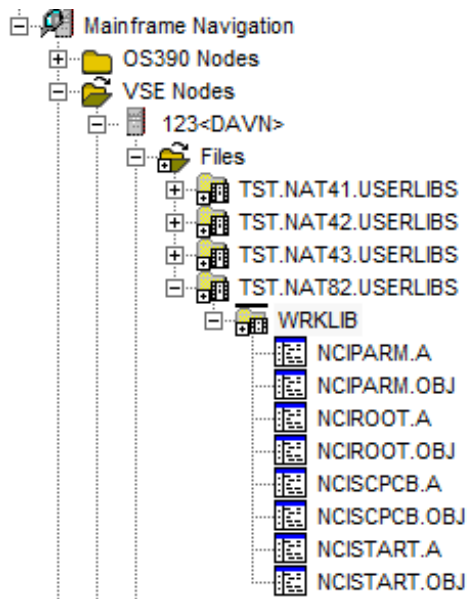 Mainframe Navigation
OS390 Nodes
VSE Nodes
123<DAVN>
Files
TST.NAT41.USERLIBS
TST.NAT42.USERLIBS
TST.NAT43.USERLIBS
TST.NAT82.USERLIBS
WRKLIB
NCIPARM.A
NCIPARM.OBJ
NCIROOT.A
NCIROOT.OBJ
NCISCPCB.A
NCISCPCB.OBJ
NCISTART.A
NCISTART.OBJ